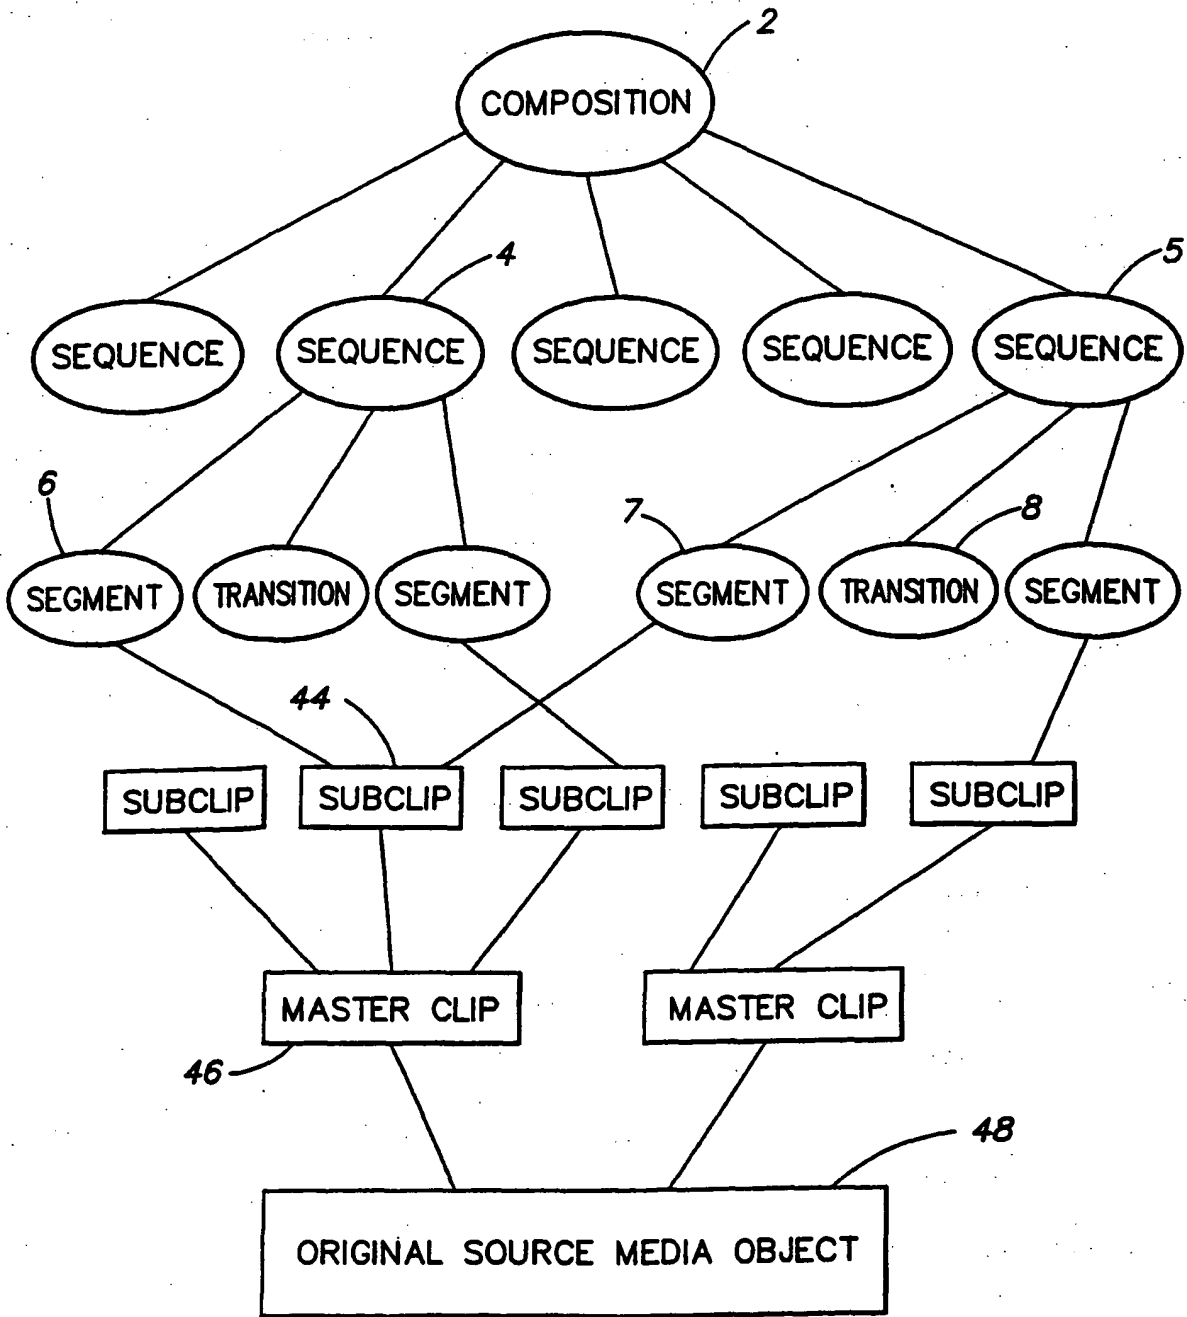 2
COMPOSITION
4
5
SEQUENCE SEQUENCE SEQUENCE SEQUENCE SEQUENCE
6
7
8
SEGMENT TRANSITION SEGMENT SEGMENT TRANSITION SEGMENT
44
SUBCLIP SUBCLIP SUBCLIP SUBCLIP SUBCLIP
MASTER CLIP MASTER CLIP
46
48
ORIGINAL SOURCE MEDIA OBJECT